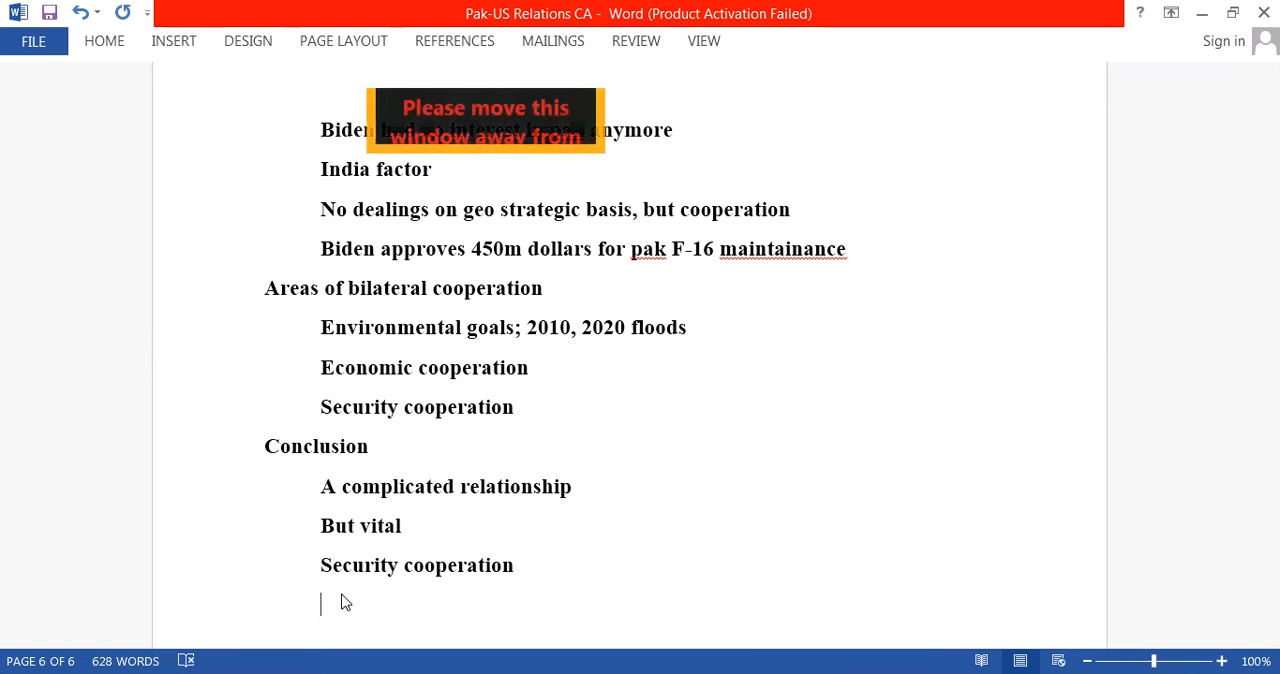 Pak-US Relations CA - Word (Product Activation Failed)
?
FILE HOME INSERT DESIGN PAGE LAYOUT REFERENCES MAILINGS REVIEW VIEW Sign in
Please move this
window away from
Biden anymore
India factor
No dealings on geo strategic basis, but cooperation
Biden approves 450m dollars for pak F-16 maintainance
Areas of bilateral cooperation
Environmental goals; 2010, 2020 floods
Economic cooperation
Security cooperation
Conclusion
A complicated relationship
But vital
Security cooperation
PAGE 6 OF 6 628 WORDS 100%